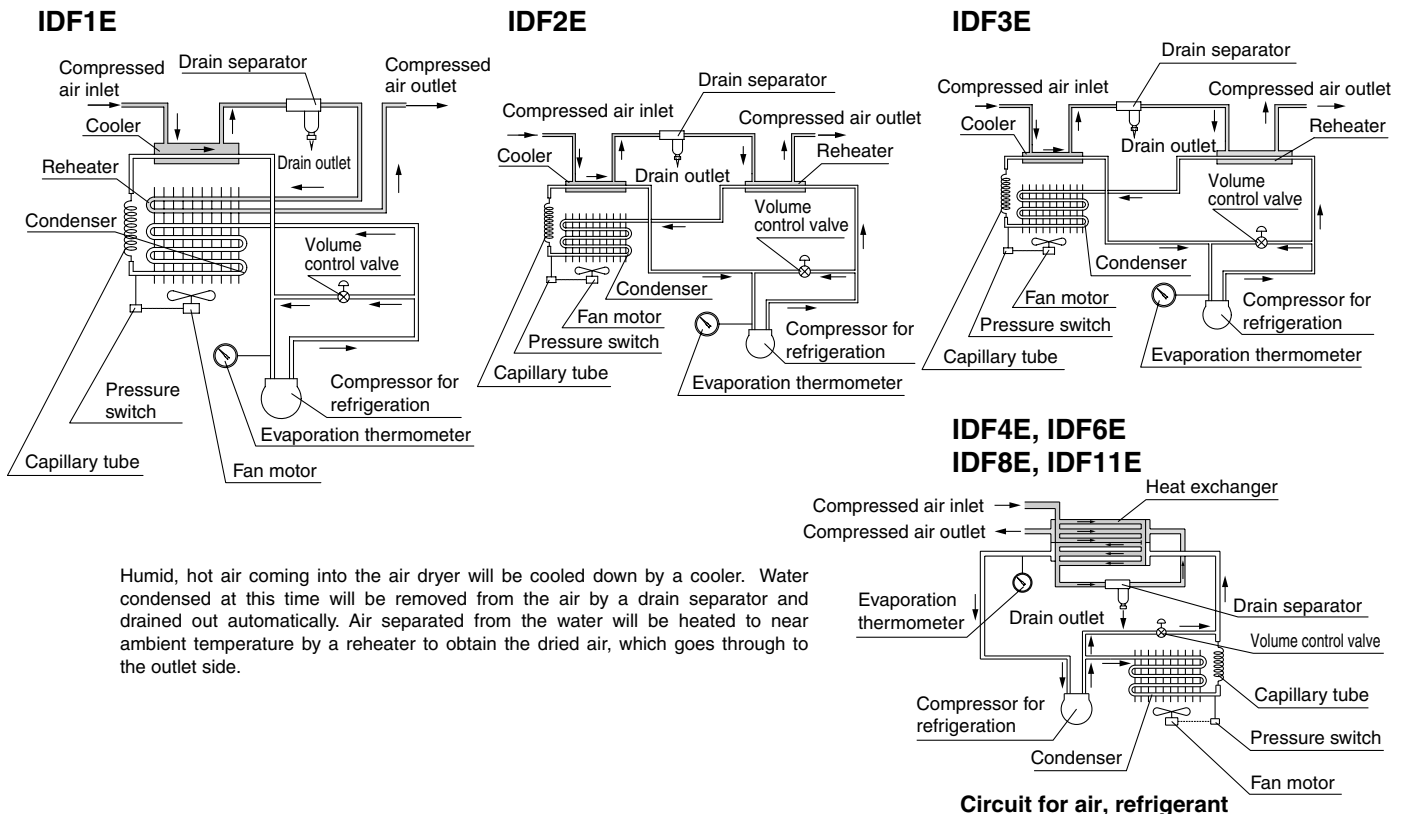 IDF1E
Compressed
air inlet
Drain separator
Compressed
air outlet
Cooler
Drain outlet
Reheater
Condenser
Volume
control valve
Pressure
switch
Compressor for
refrigeration
Evaporation thermometer
Capillary tube
Fan motor
IDF2E
Drain separator
Compressed air inlet
Compressed air outlet
Cooler
Drain outlet
Reheater
Volume
control valve
Condenser
Fan motor
Pressure switch
Compressor for
refrigeration
Capillary tube
Evaporation thermometer
IDF3E
Drain separator
Compressed air inlet
Compressed air outlet
Cooler
Drain outlet
Reheater
Volume
control valve
Condenser
Fan motor
Pressure switch
Compressor for
refrigeration
Capillary tube
Evaporation thermometer
IDF4E, IDF6E
IDF8E, IDF11E
Heat exchanger
Compressed air inlet
Compressed air outlet
Evaporation
thermometer
Drain outlet
Drain separator
Volume control valve
Capillary tube
Compressor for
refrigeration
Pressure switch
Condenser
Fan motor
Circuit for air, refrigerant
Humid, hot air coming into the air dryer will be cooled down by a cooler. Water
condensed at this time will be removed from the air by a drain separator and
drained out automatically. Air separated from the water will be heated to near
ambient temperature by a reheater to obtain the dried air, which goes through to
the outlet side.